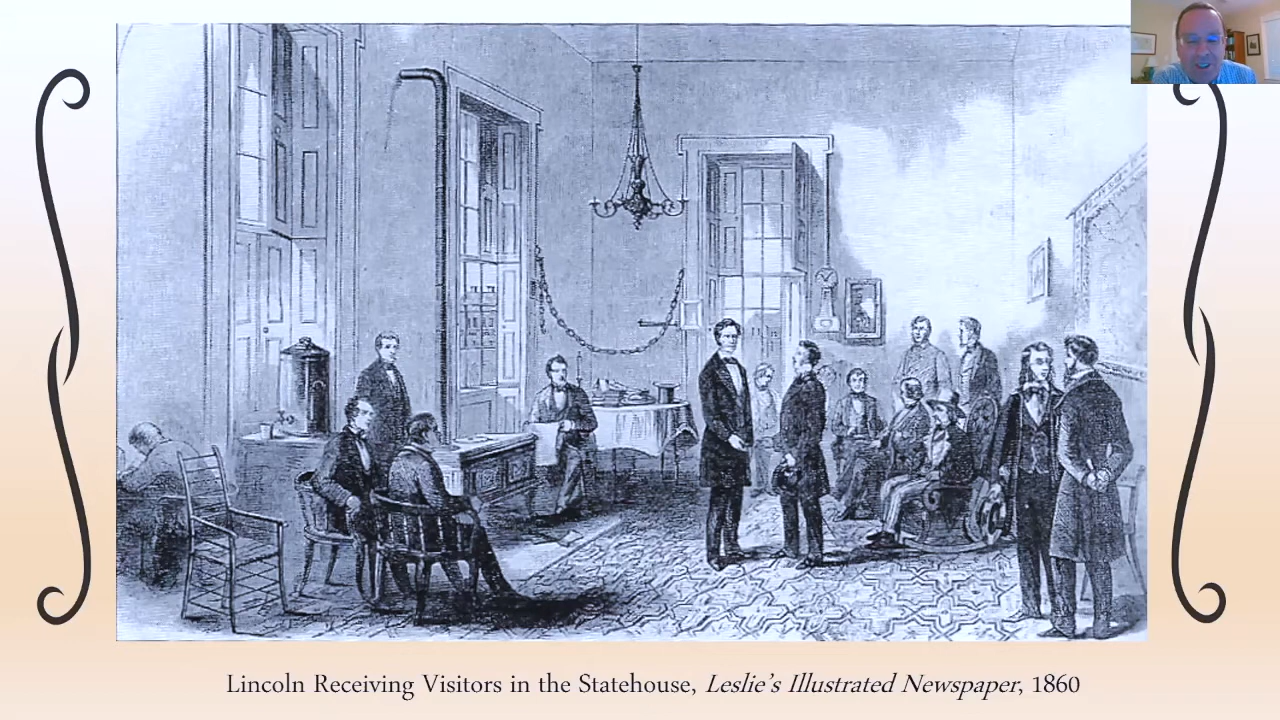 Lincoln Receiving Visitors in the Statehouse, Leslie's Illustrated Newspaper, 1860